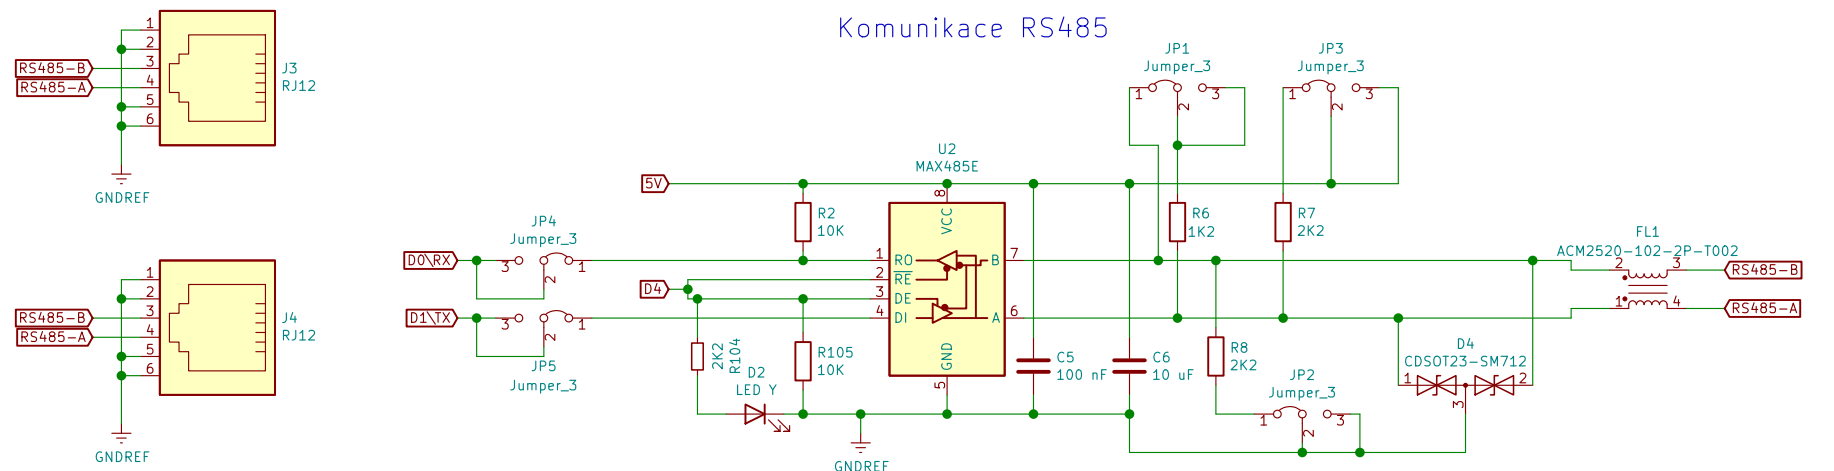 Komunikace RS485
1
2
3
4
5
6
RS485-B
RS485-A
J3
RJ12
GNDREF
1
2
3
4
5
6
RS485-B
RS485-A
J4
RJ12
GNDREF
JP1
Jumper_3
1
2
3
JP3
Jumper_3
1
2
3
5V
R2
10K
U2
MAX485E
8
VCC
1
RO
2
RE
3
DE
4
DI
7
B
6
A
GND
5
JP4
Jumper_3
3
2
1
D0\RX
D4
D1\TX
3
2
1
JP5
Jumper_3
2K2
R104
D2
LED Y
R105
10K
GNDREF
C5
100 nF
C6
10 uF
R6
1K2
R7
2K2
R8
2K2
JP2
Jumper_3
1
2
3
D4
CDSOT23-SM712
1
2
3
FL1
ACM2520-102-2P-T002
2
3
1
4
RS485-B
RS485-A